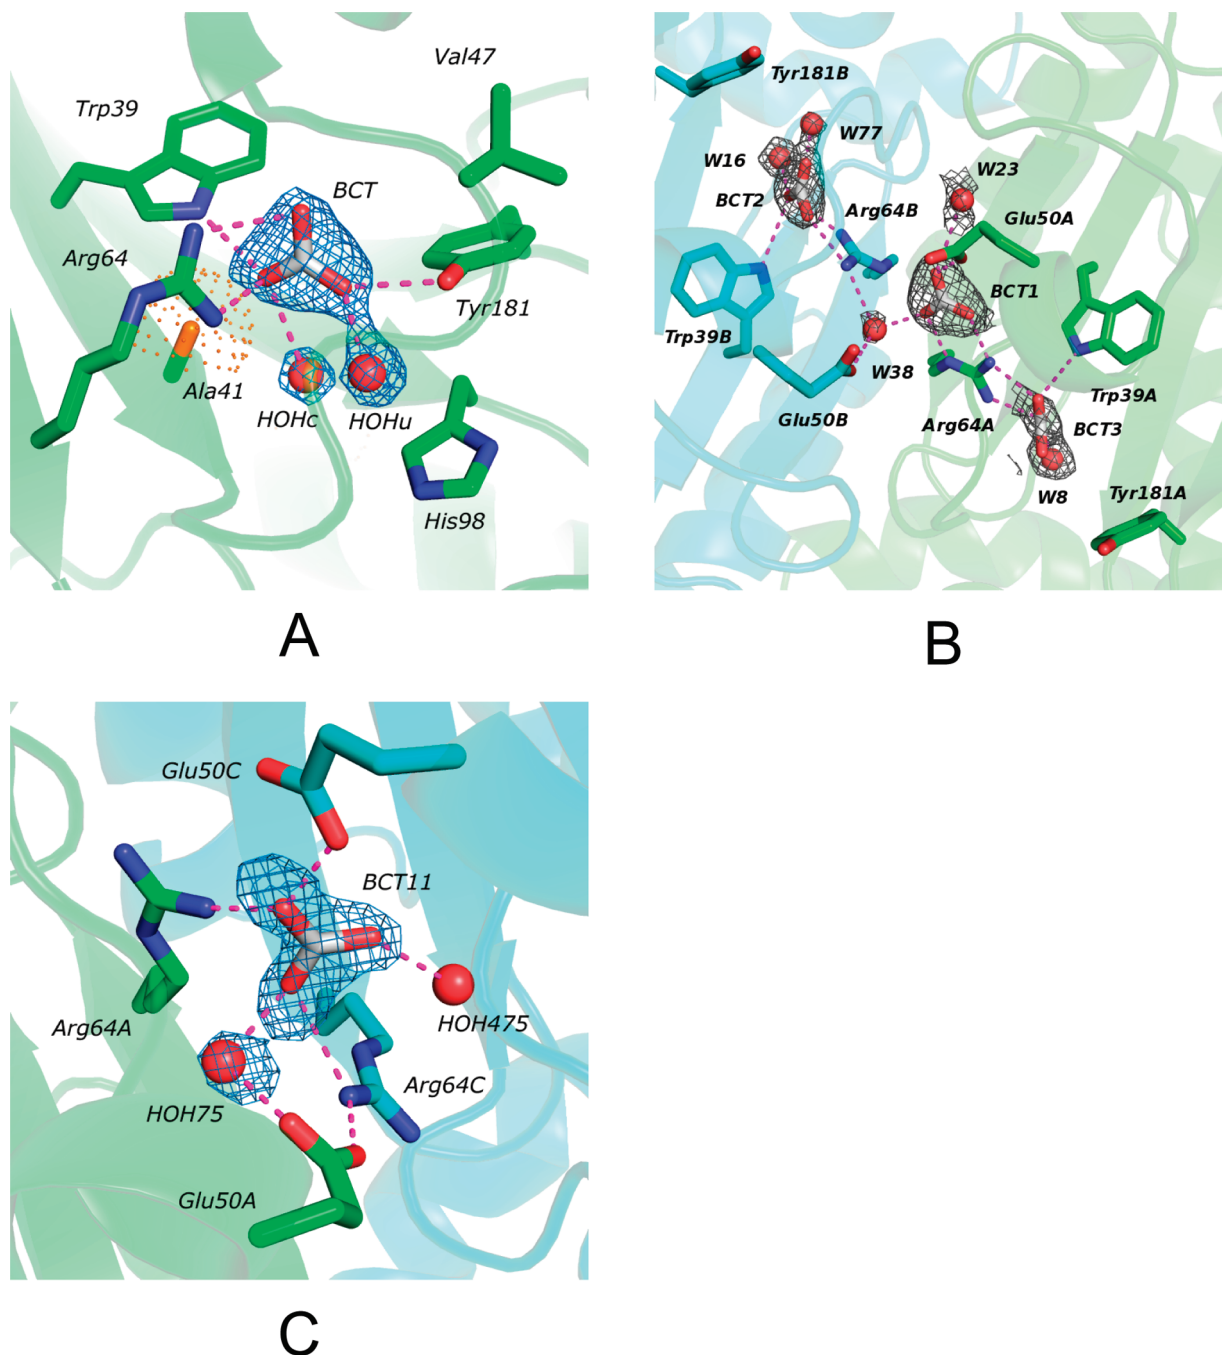 Val47
Trp39
BCT
Arg64
Tyr181
Ala41
HOHc
HOHu
His98
A
Tyr181B
W77
W16
W23
BCT2
Arg64B
Glu50A
BCT1
Trp39B
W38
Trp39A
Glu50B
Arg64A
BCT3
W8
Tyr181A
B
Glu50C
BCT11
Arg64A
HOH475
Arg64C
HOH75
Glu50A
C